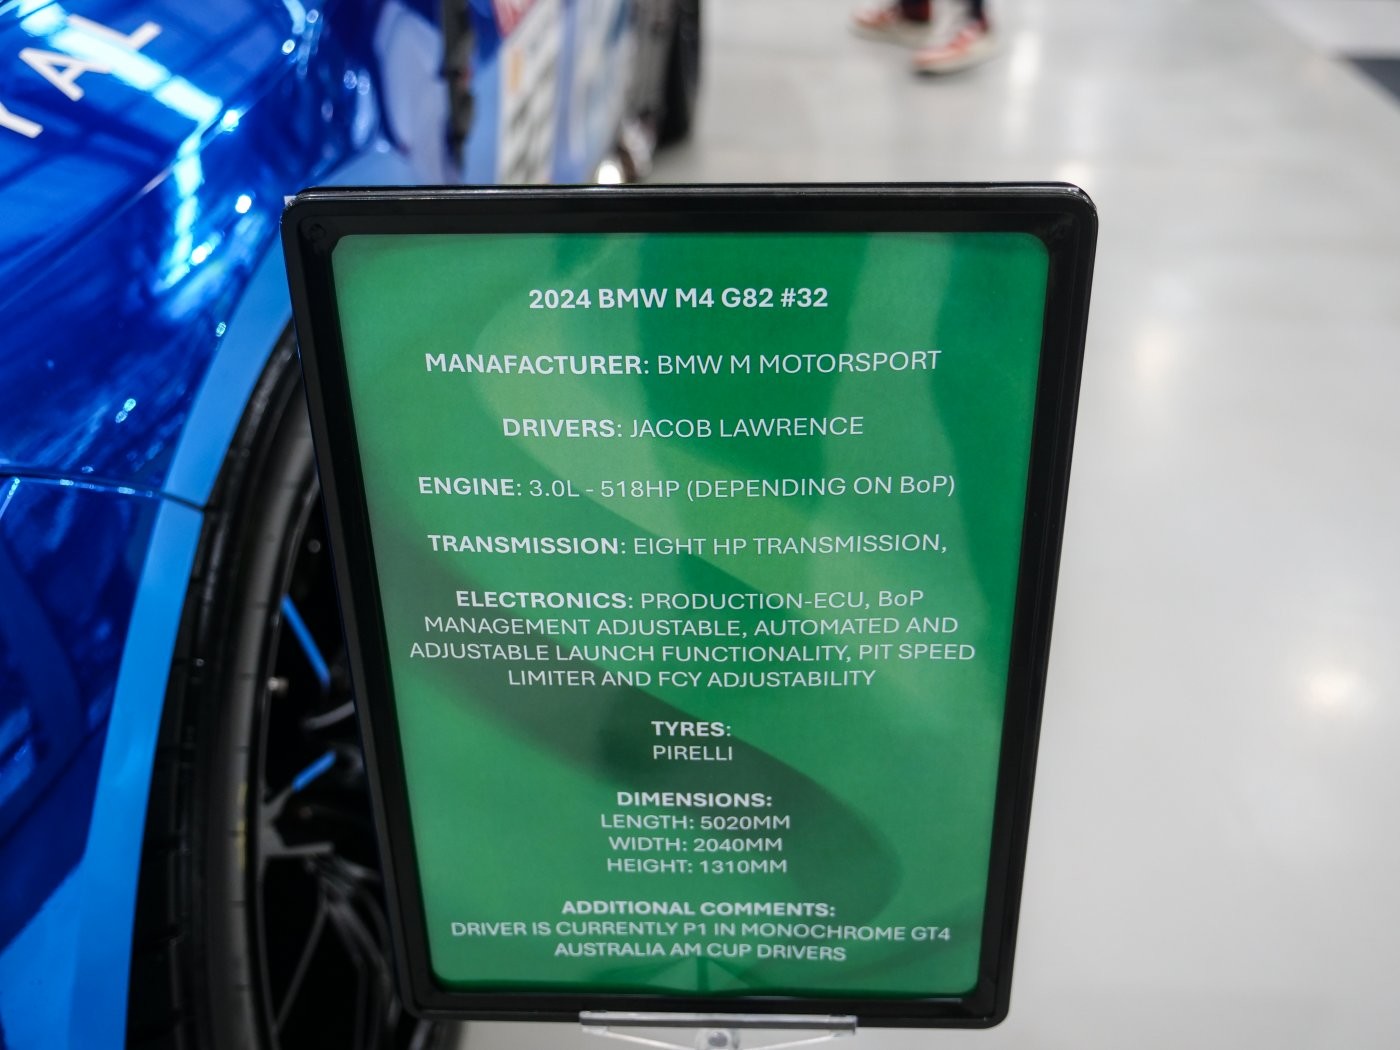 YAL
2024 BMW M4 G82 #32
MANAFACTURER: BMW M MOTORSPORT
DRIVERS: JACOB LAWRENCE
ENGINE: 3.0L - 518HP (DEPENDING ON BoP)
TRANSMISSION: EIGHT HP TRANSMISSION,
ELECTRONICS: PRODUCTION-ECU, BoP
MANAGEMENT ADJUSTABLE, AUTOMATED AND
ADJUSTABLE LAUNCH FUNCTIONALITY, PIT SPEED
LIMITER AND FCY ADJUSTABILITY
TYRES:
PIRELLI
DIMENSIONS:
LENGTH: 5020MM
WIDTH: 2040MM
HEIGHT: 1310MM
ADDITIONAL COMMENTS:
DRIVER IS CURRENTLY P1 IN MONOCHROME GT4
AUSTRALIA AM CUP DRIVERS